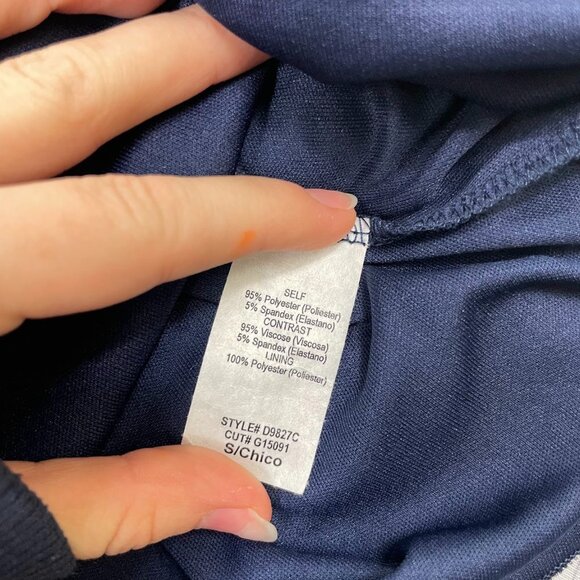 SELF
95% Polyester (Poliester)
5% Spandex (Elastano)
CONTRAST
95% Viscose (Viscosa)
5% Spandex (Elastano)
LINING
100% Polyester (Poliester)
STYLE# D9827C
CUT# G15091
S/Chico